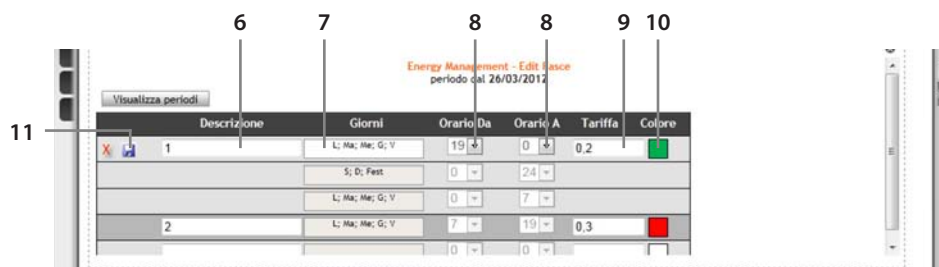 6 7 8 8 9 10
Energy Management - Edit Fasce
periodo dal 26/03/2012
Visualizza periodi
Descrizione Giorni Orario Da Orario A Tariffa Colore
11
X 1 L; Ma; Me; G; V 19 0 0,2
S; D; Fest 0 24
L; Ma; Me; G; V 0 7
2 L; Ma; Me; G; V 7 19 0,3
0 0